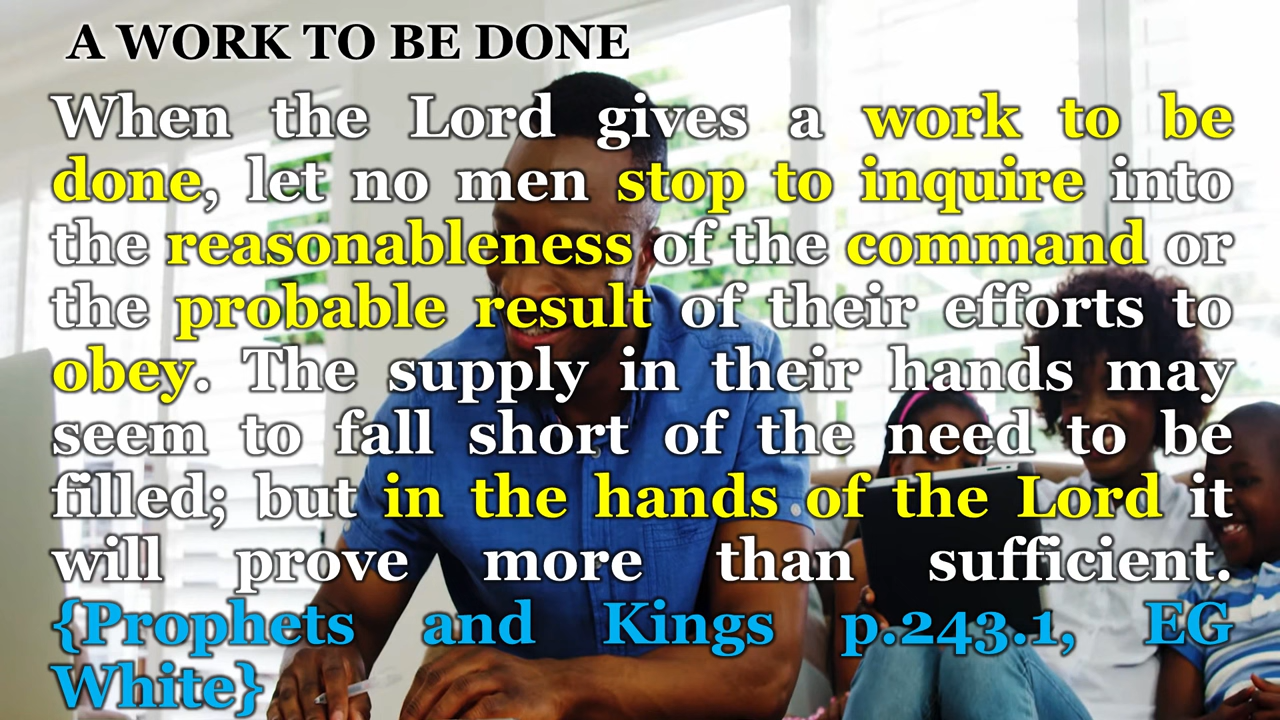 A WORK TO BE DONE
When the Lord gives a work to be
done, let no men stop to inquire into
the reasonableness of the command or
the probable result of their efforts to
obey. The supply in their hands may
seem to fall short of the need to be
filled; but in the hands of the Lord it
will prove more than sufficient.
{Prophets and Kings p.243.1, EG
White}